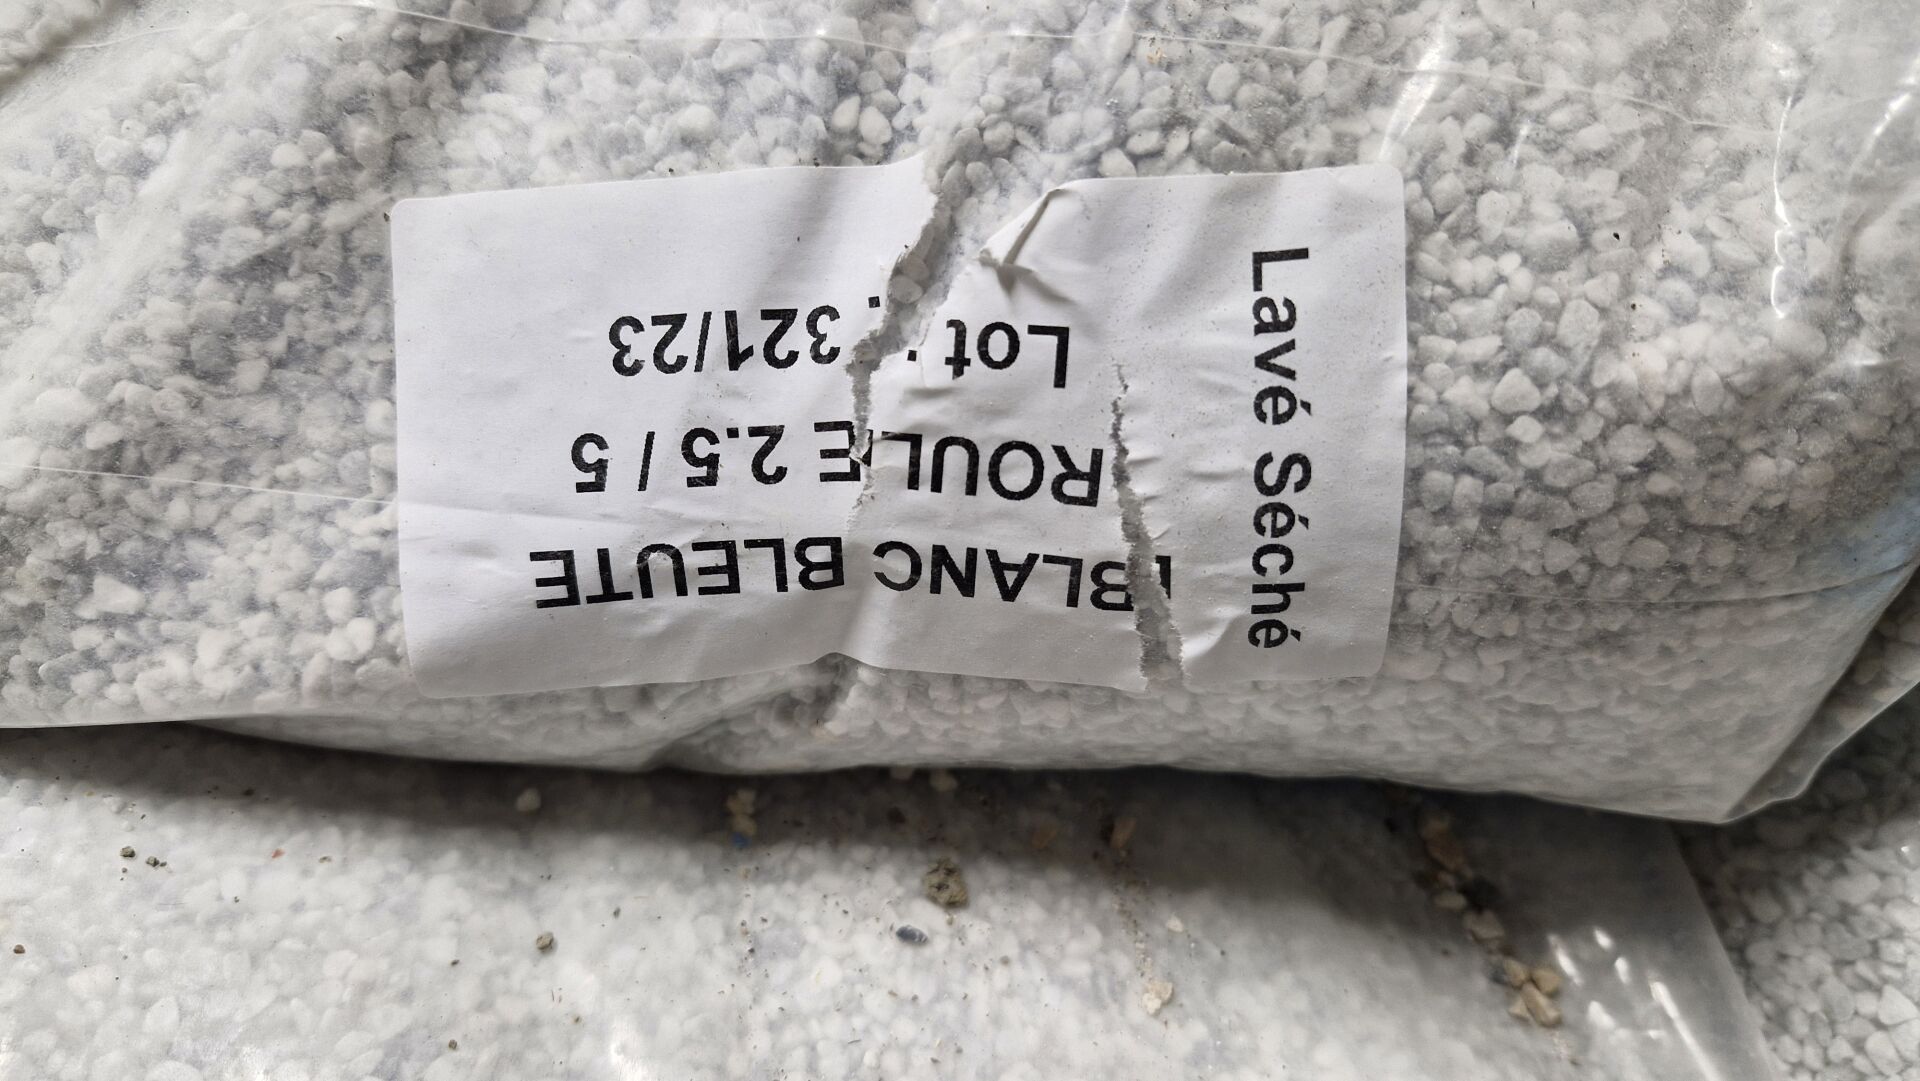 BLANC BLEUTE
ROULE 2.5 / 5
Lot : 321/23
Lavé Séché